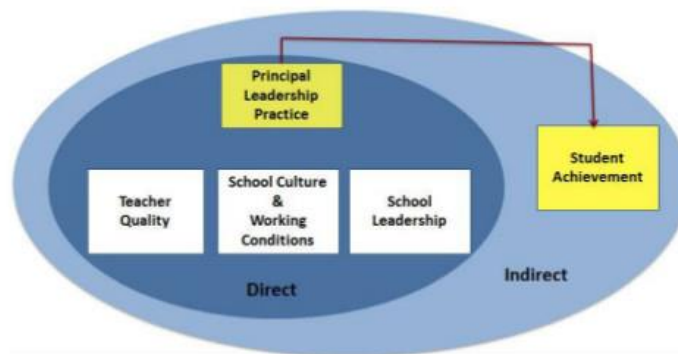 Principal
Leadership
Practice
Student
Achievement
Teacher
Quality
School Culture
&
Working
Conditions
School
Leadership
Direct
Indirect